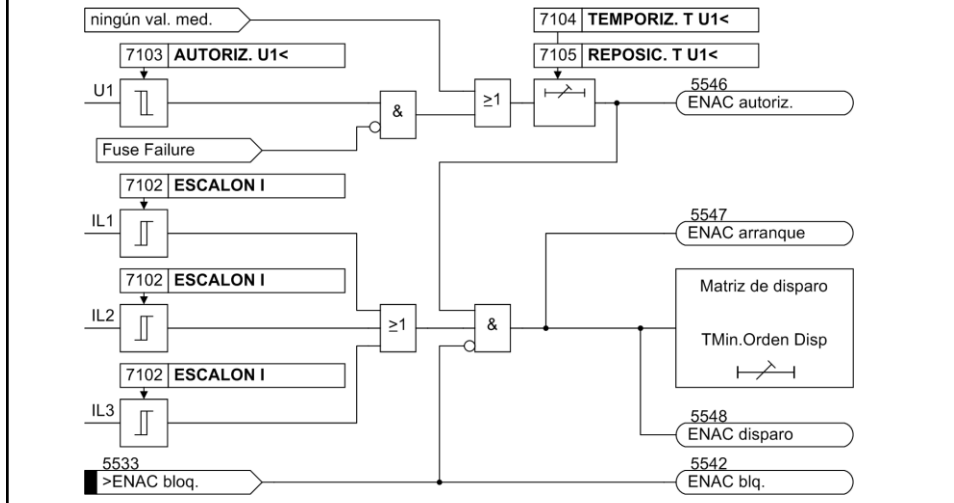 ningún val. med.
7104 TEMPORIZ. T U1<
7103 AUTORIZ. U1<
7105 REPOSIC. T U1<
U1
&
≥1
5546
ENAC autoriz.
Fuse Failure
7102 ESCALON I
IL1
5547
ENAC arranque
7102 ESCALON I
IL2
≥1
&
Matriz de disparo
TMin.Orden Disp
7102 ESCALON I
IL3
5548
ENAC disparo
5533
>ENAC bloq.
5542
ENAC blq.